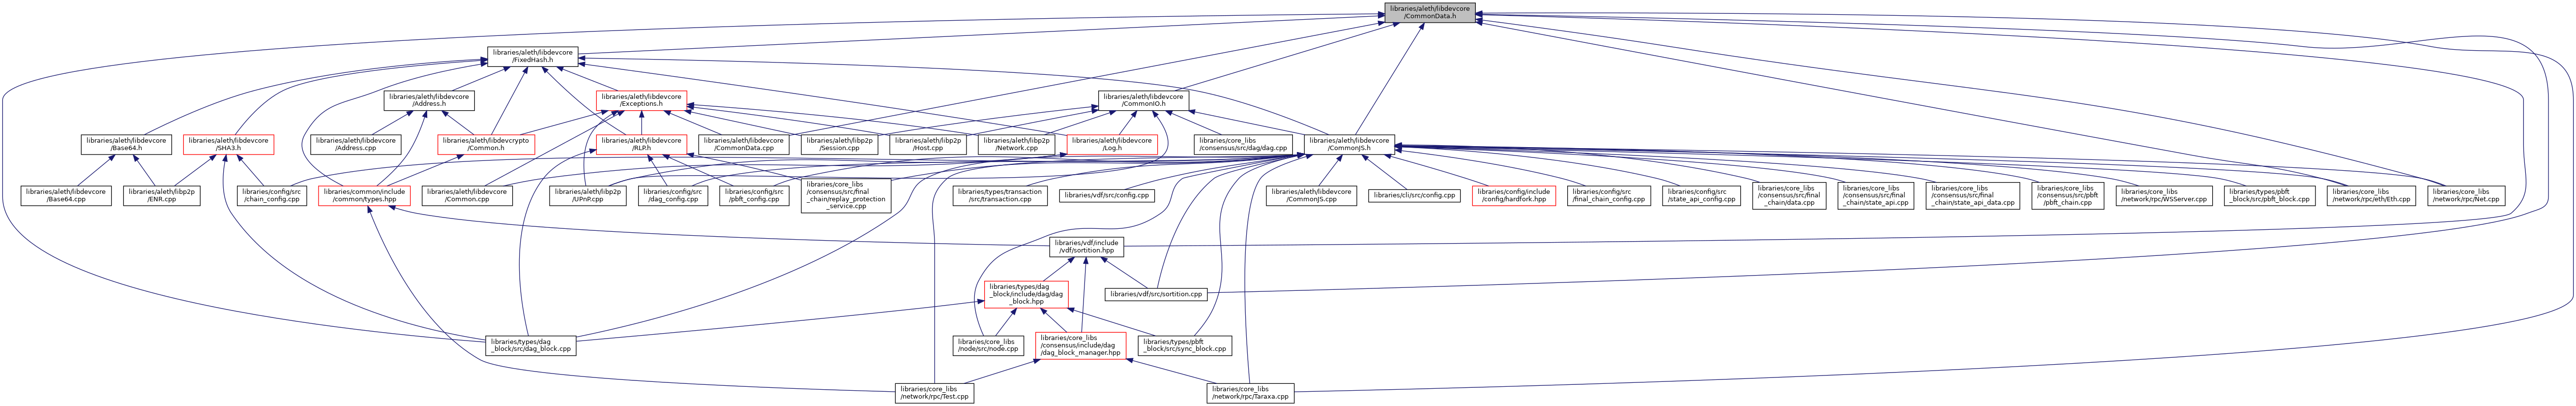 libraries/aleth/libdevcore
/CommonData.h
libraries/aleth/libdevcore
/FixedHash.h
libraries/aleth/libdevcore
/Address.h
libraries/aleth/libdevcore
/Exceptions.h
libraries/aleth/libdevcore
/CommonIO.h
libraries/aleth/libdevcore
/Base64.h
libraries/aleth/libdevcore
/SHA3.h
libraries/aleth/libdevcore
/Address.cpp
libraries/aleth/libdevcrypto
/Common.h
libraries/aleth/libdevcore
/RLP.h
libraries/aleth/libdevcore
/CommonData.cpp
libraries/aleth/libp2p
/Session.cpp
libraries/aleth/libp2p
/Host.cpp
libraries/aleth/libp2p
/Network.cpp
libraries/aleth/libdevcore
/Log.h
libraries/core_libs
/consensus/src/dag/dag.cpp
libraries/aleth/libdevcore
/CommonJS.h
libraries/aleth/libdevcore
/Base64.cpp
libraries/aleth/libp2p
/ENR.cpp
libraries/config/src
/chain_config.cpp
libraries/common/include
/common/types.hpp
libraries/aleth/libdevcore
/Common.cpp
libraries/aleth/libp2p
/UPnP.cpp
libraries/config/src
/dag_config.cpp
libraries/config/src
/pbft_config.cpp
libraries/core_libs
/consensus/src/final
_chain/replay_protection
_service.cpp
libraries/types/transaction
/src/transaction.cpp
libraries/vdf/src/config.cpp
libraries/aleth/libdevcore
/CommonJS.cpp
libraries/cli/src/config.cpp
libraries/config/include
/config/hardfork.hpp
libraries/config/src
/final_chain_config.cpp
libraries/config/src
/state_api_config.cpp
libraries/core_libs
/consensus/src/final
_chain/data.cpp
libraries/core_libs
/consensus/src/final
_chain/state_api.cpp
libraries/core_libs
/consensus/src/final
_chain/state_api_data.cpp
libraries/core_libs
/consensus/src/pbft
/pbft_chain.cpp
libraries/core_libs
/network/rpc/WSServer.cpp
libraries/types/pbft
_block/src/pbft_block.cpp
libraries/core_libs
/network/rpc/eth/Eth.cpp
libraries/core_libs
/network/rpc/Net.cpp
libraries/vdf/include
/vdf/sortition.hpp
libraries/types/dag
_block/include/dag/dag
_block.hpp
libraries/vdf/src/sortition.cpp
libraries/types/dag
_block/src/dag_block.cpp
libraries/core_libs
/node/src/node.cpp
libraries/core_libs
/consensus/include/dag
/dag_block_manager.hpp
libraries/types/pbft
_block/src/sync_block.cpp
libraries/core_libs
/network/rpc/Test.cpp
libraries/core_libs
/network/rpc/Taraxa.cpp